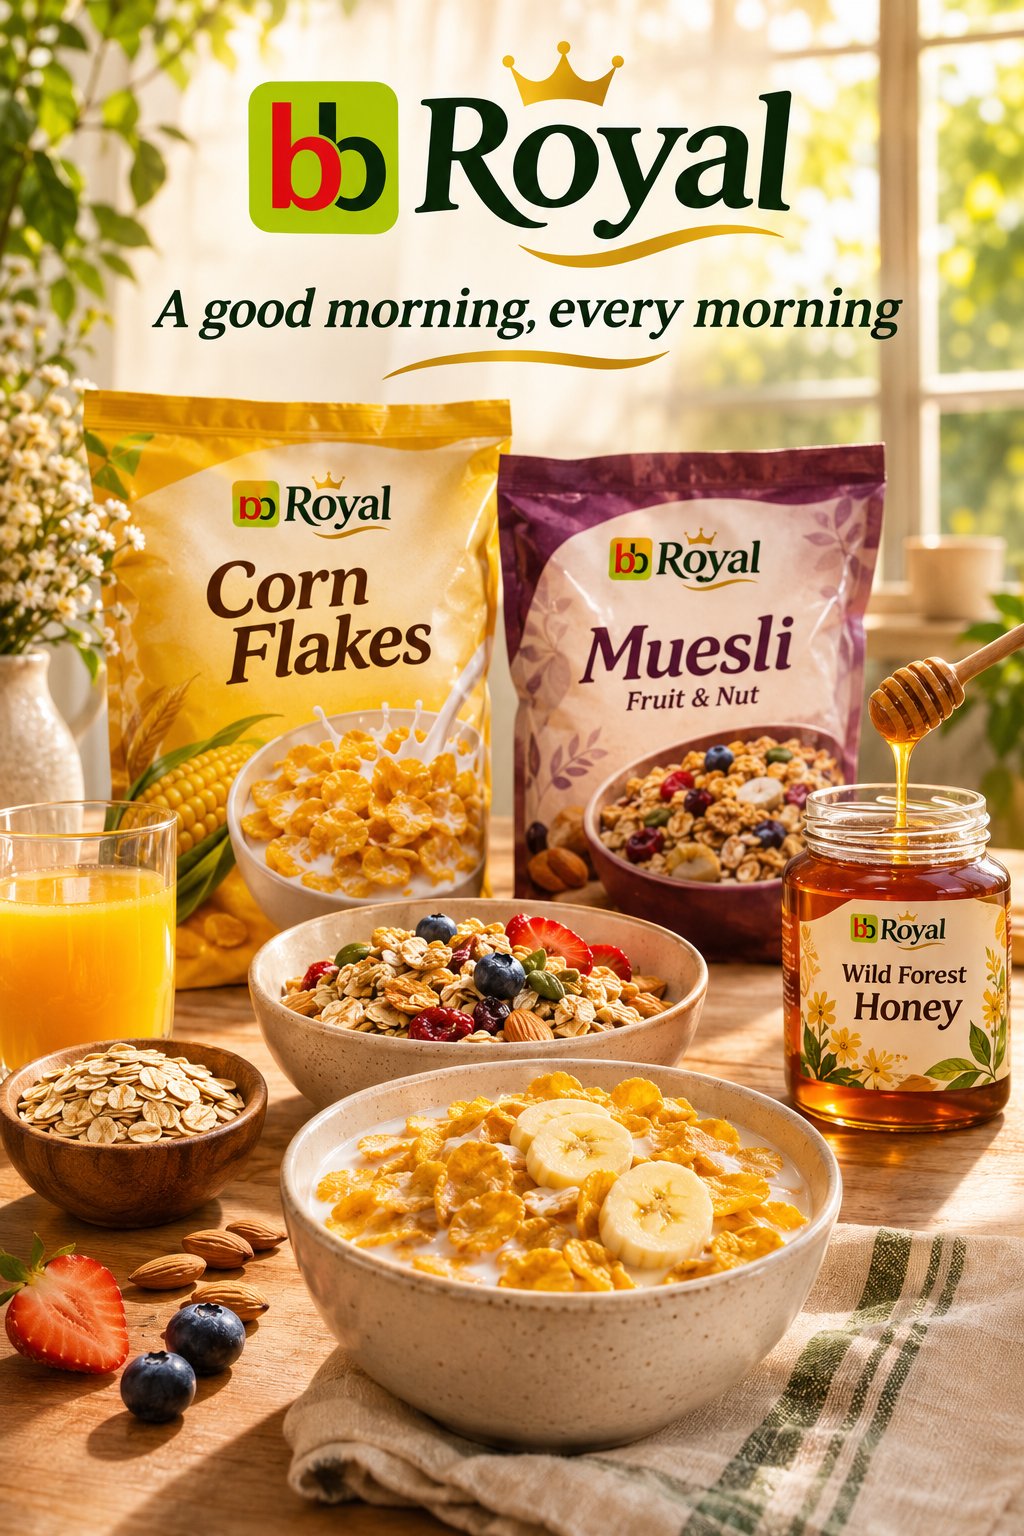 bb Royal
A good morning, every morning
bb Royal
Corn
Flakes
bb Royal
Muesli
Fruit & Nut
bb Royal
Wild Forest
Honey